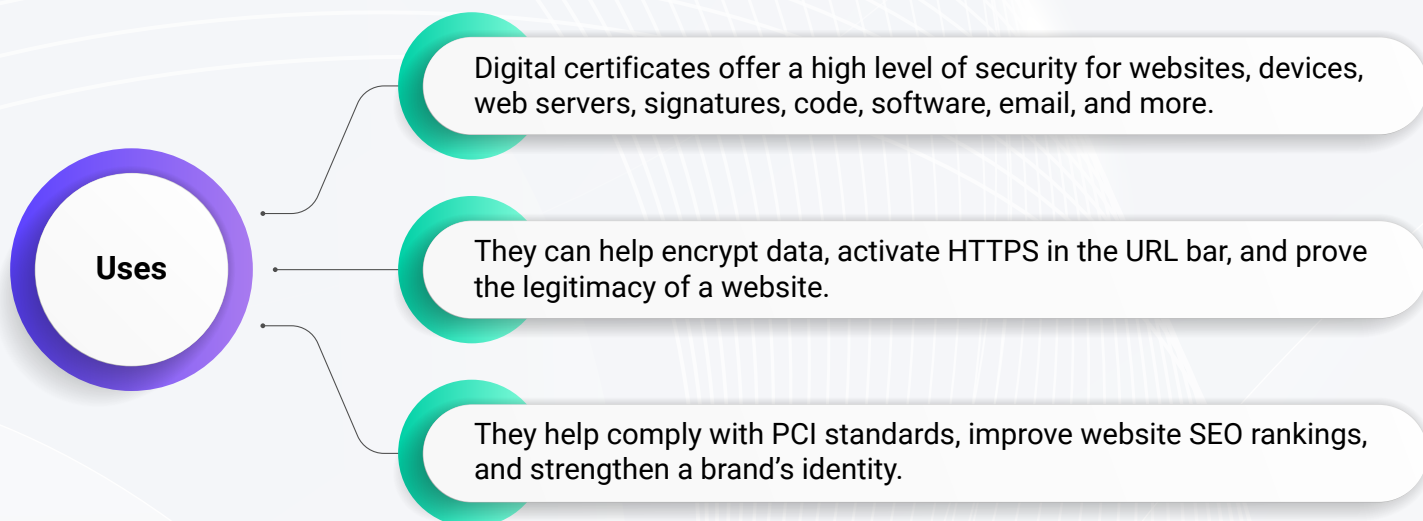 Uses
Digital certificates offer a high level of security for websites, devices,
web servers, signatures, code, software, email, and more.
They can help encrypt data, activate HTTPS in the URL bar, and prove
the legitimacy of a website.
They help comply with PCI standards, improve website SEO rankings,
and strengthen a brand’s identity.